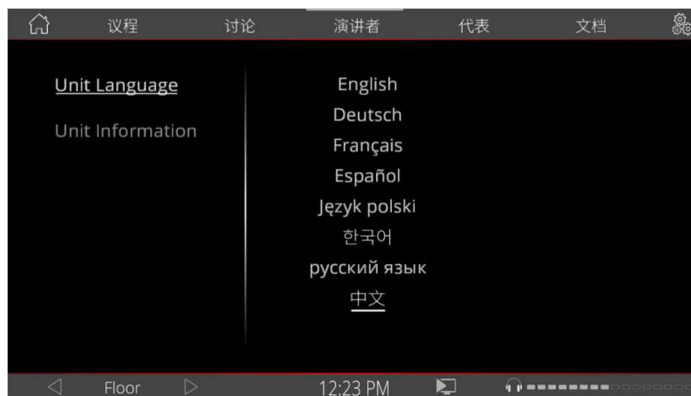 议程 讨论 演讲者 代表 文档
Unit Language
Unit Information
English
Deutsch
Français
Español
Język polski
한국어
русский язык
中文
Floor 12:23 PM